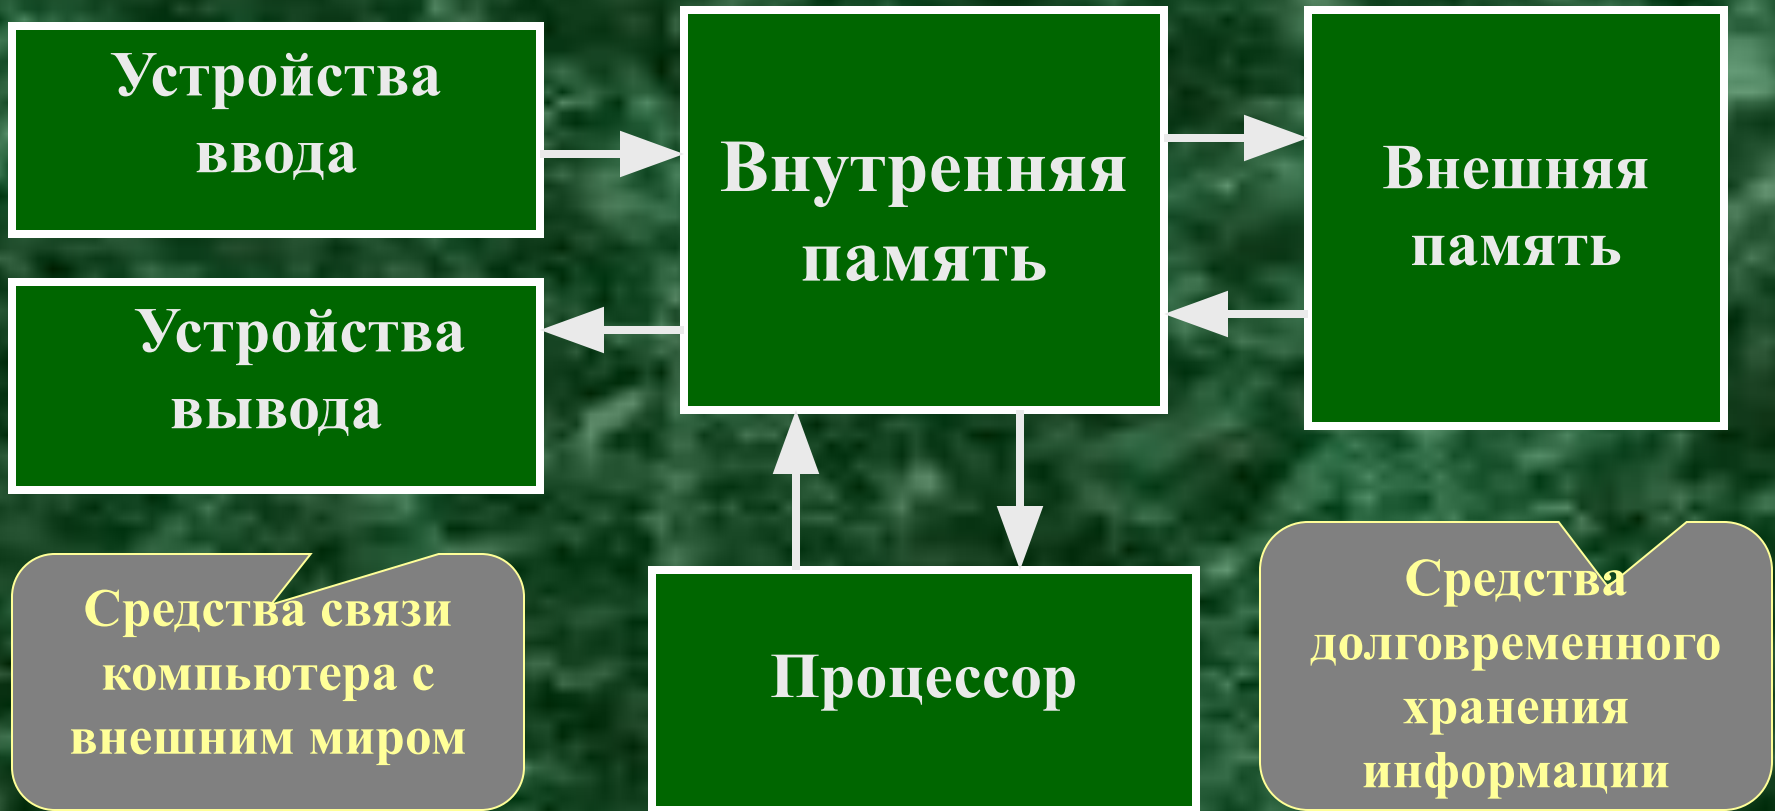 Устройства
ввода
Внутренняя
память
Внешняя
память
Устройства
вывода
Средства связи
компьютера с
внешним миром
Процессор
Средства
долговременного
хранения
информации